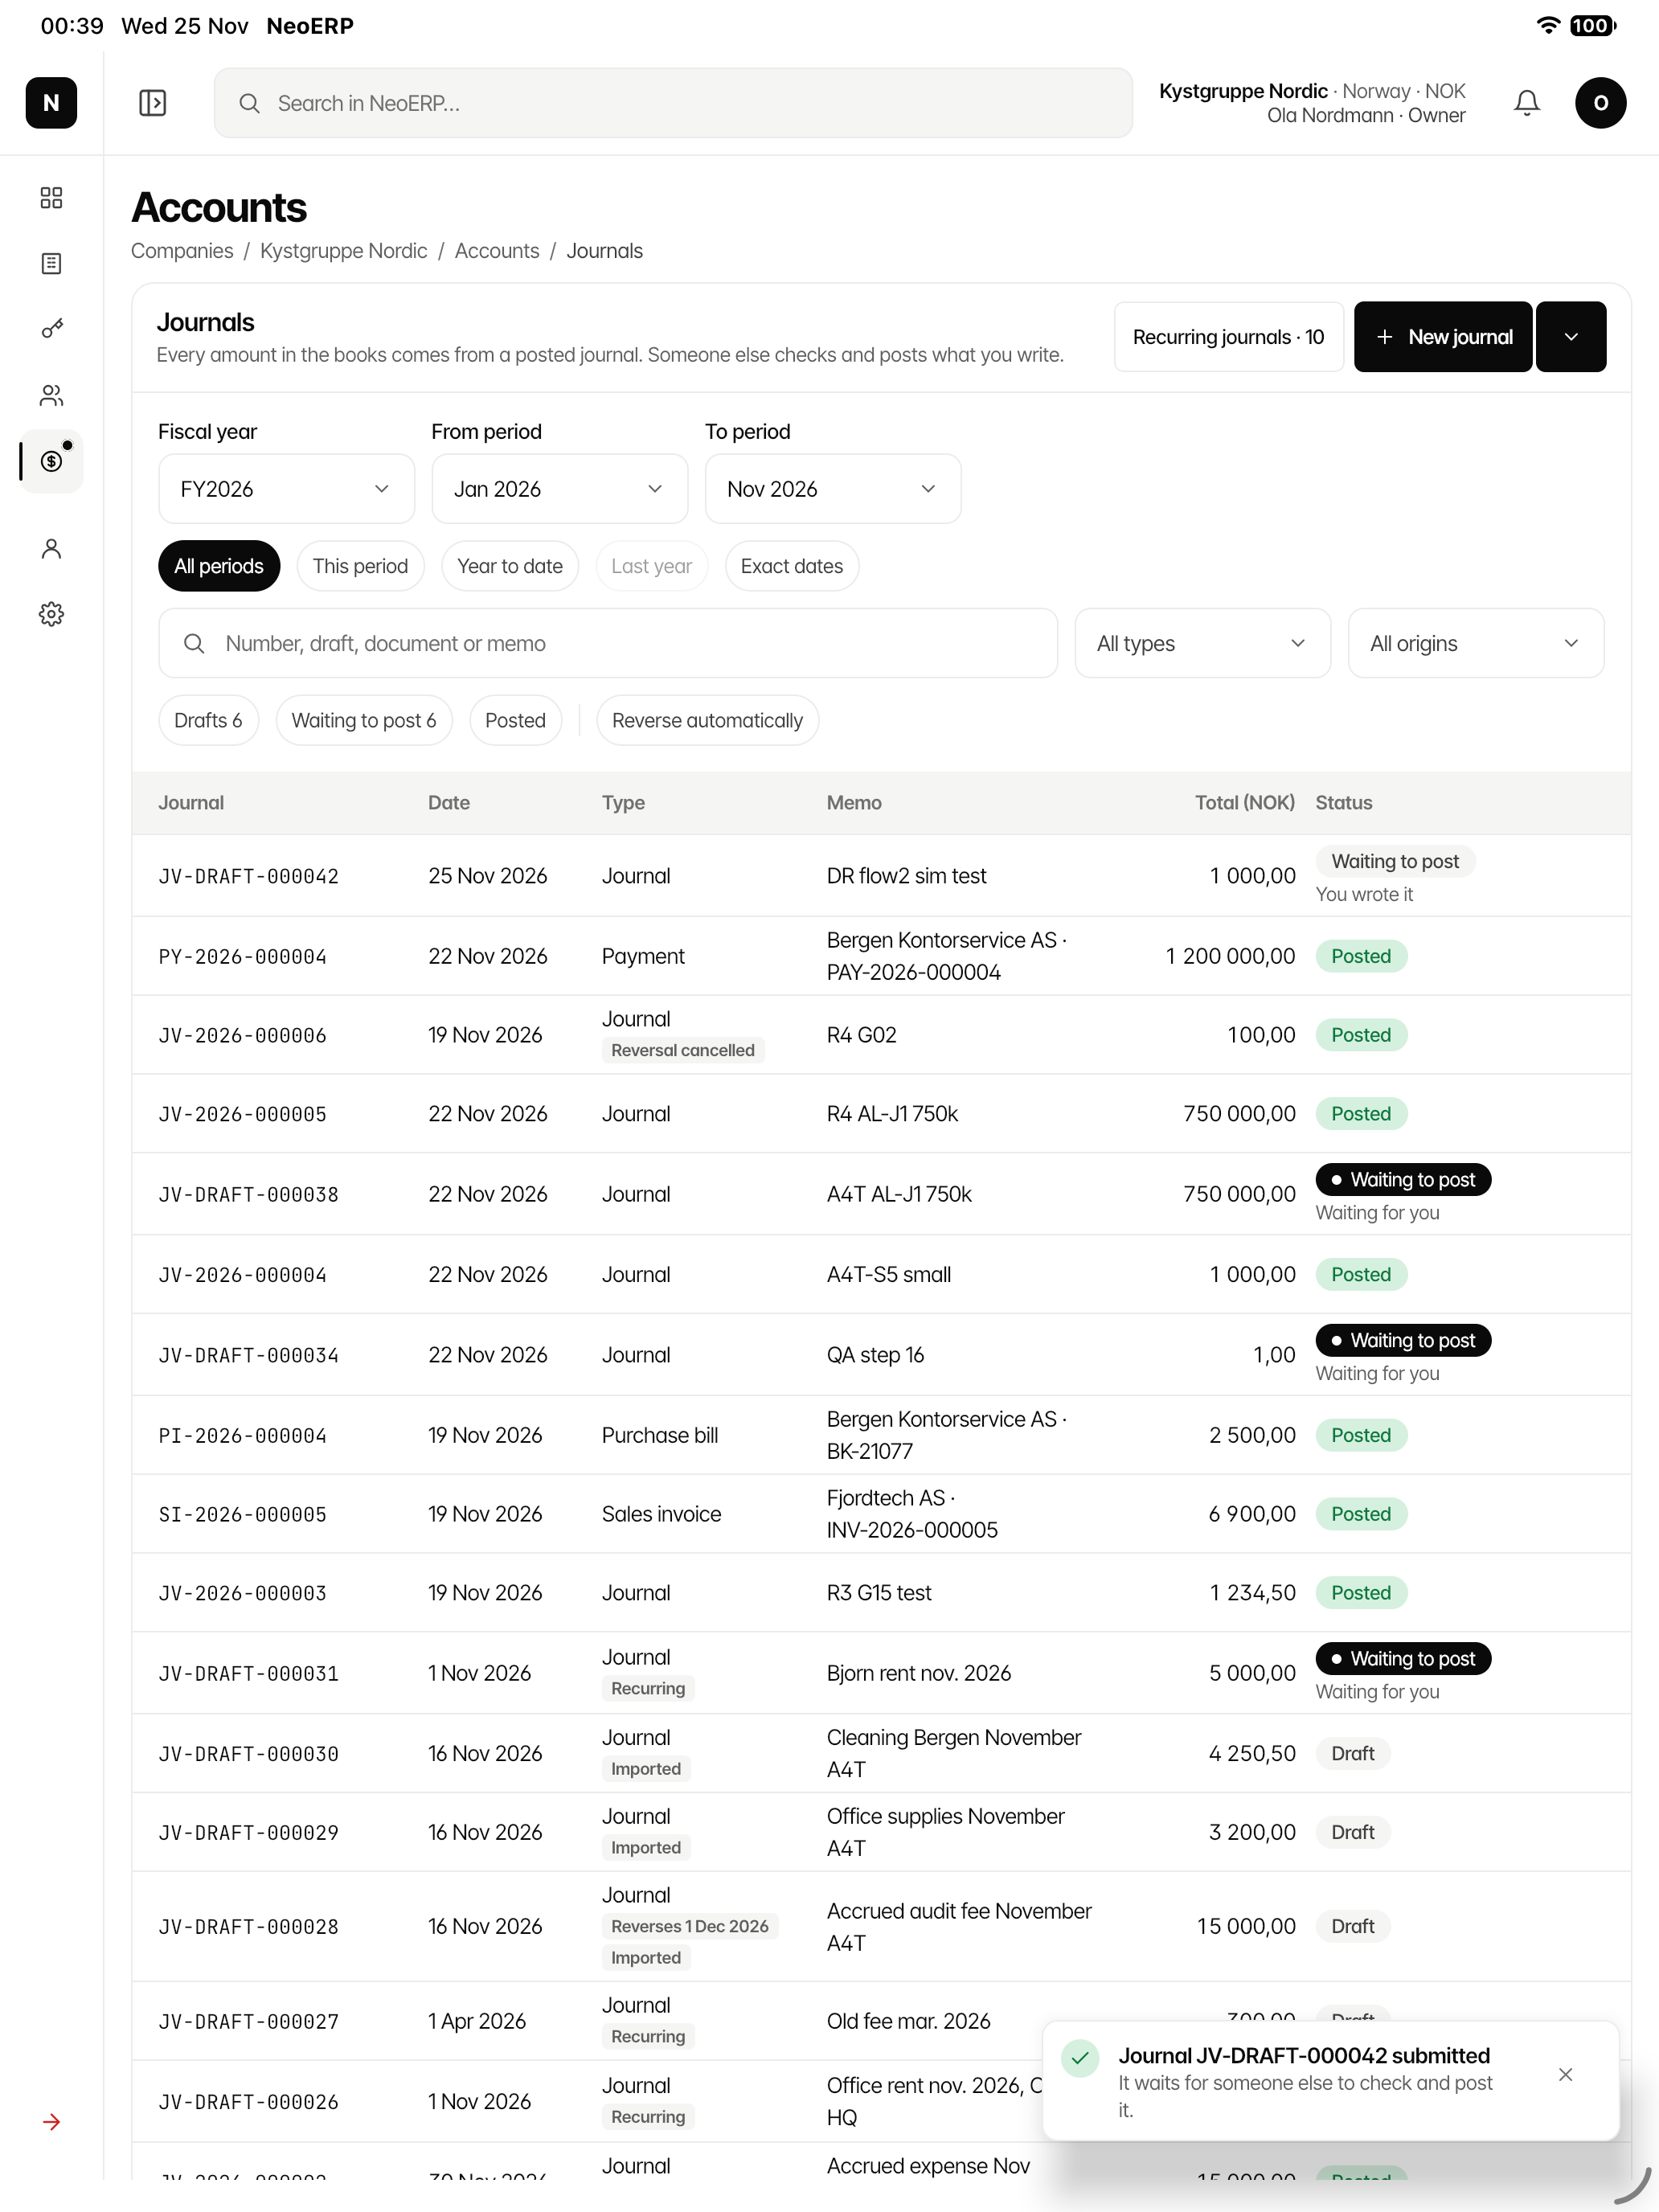 00:39 Wed 25 Nov NeoERP 100
N
Search in NeoERP...
Kystgruppe Nordic · Norway · NOK
Ola Nordmann · Owner
O
Accounts
Companies / Kystgruppe Nordic / Accounts / Journals
Journals
Every amount in the books comes from a posted journal. Someone else checks and posts what you write.
Recurring journals · 10
+ New journal
Fiscal year From period To period
FY2026 Jan 2026 Nov 2026
All periods This period Year to date Last year Exact dates
Number, draft, document or memo All types All origins
Drafts 6 Waiting to post 6 Posted Reverse automatically
Journal Date Type Memo Total (NOK) Status
JV-DRAFT-000042 25 Nov 2026 Journal DR flow2 sim test 1 000,00 Waiting to post
You wrote it
PY-2026-000004 22 Nov 2026 Payment Bergen Kontorservice AS · 1 200 000,00 Posted
PAY-2026-000004
JV-2026-000006 19 Nov 2026 Journal R4 G02 100,00 Posted
Reversal cancelled
JV-2026-000005 22 Nov 2026 Journal R4 AL-J1 750k 750 000,00 Posted
JV-DRAFT-000038 22 Nov 2026 Journal A4T AL-J1 750k 750 000,00 Waiting to post
Waiting for you
JV-2026-000004 22 Nov 2026 Journal A4T-S5 small 1 000,00 Posted
JV-DRAFT-000034 22 Nov 2026 Journal QA step 16 1,00 Waiting to post
Waiting for you
PI-2026-000004 19 Nov 2026 Purchase bill Bergen Kontorservice AS · 2 500,00 Posted
BK-21077
SI-2026-000005 19 Nov 2026 Sales invoice Fjordtech AS · 6 900,00 Posted
INV-2026-000005
JV-2026-000003 19 Nov 2026 Journal R3 G15 test 1 234,50 Posted
JV-DRAFT-000031 1 Nov 2026 Journal Bjorn rent nov. 2026 5 000,00 Waiting to post
Recurring Waiting for you
JV-DRAFT-000030 16 Nov 2026 Journal Cleaning Bergen November 4 250,50 Draft
Imported A4T
JV-DRAFT-000029 16 Nov 2026 Journal Office supplies November 3 200,00 Draft
Imported A4T
JV-DRAFT-000028 16 Nov 2026 Journal Accrued audit fee November 15 000,00 Draft
Reverses 1 Dec 2026 A4T
Imported
JV-DRAFT-000027 1 Apr 2026 Journal Old fee mar. 2026
Recurring
JV-DRAFT-000026 1 Nov 2026 Journal Office rent nov. 2026,
Recurring HQ
Journal Accrued expense Nov
Journal JV-DRAFT-000042 submitted
It waits for someone else to check and post
it.